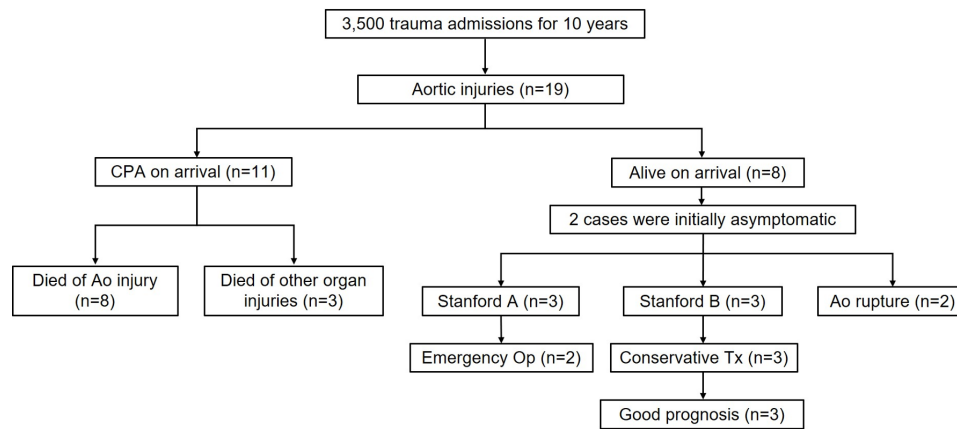 3,500 trauma admissions for 10 years
Aortic injuries (n=19)
CPA on arrival (n=11)
Alive on arrival (n=8)
2 cases were initially asymptomatic
Died of Ao injury
(n=8)
Died of other organ
injuries (n=3)
Stanford A (n=3)
Stanford B (n=3)
Ao rupture (n=2)
Emergency Op (n=2)
Conservative Tx (n=3)
Good prognosis (n=3)